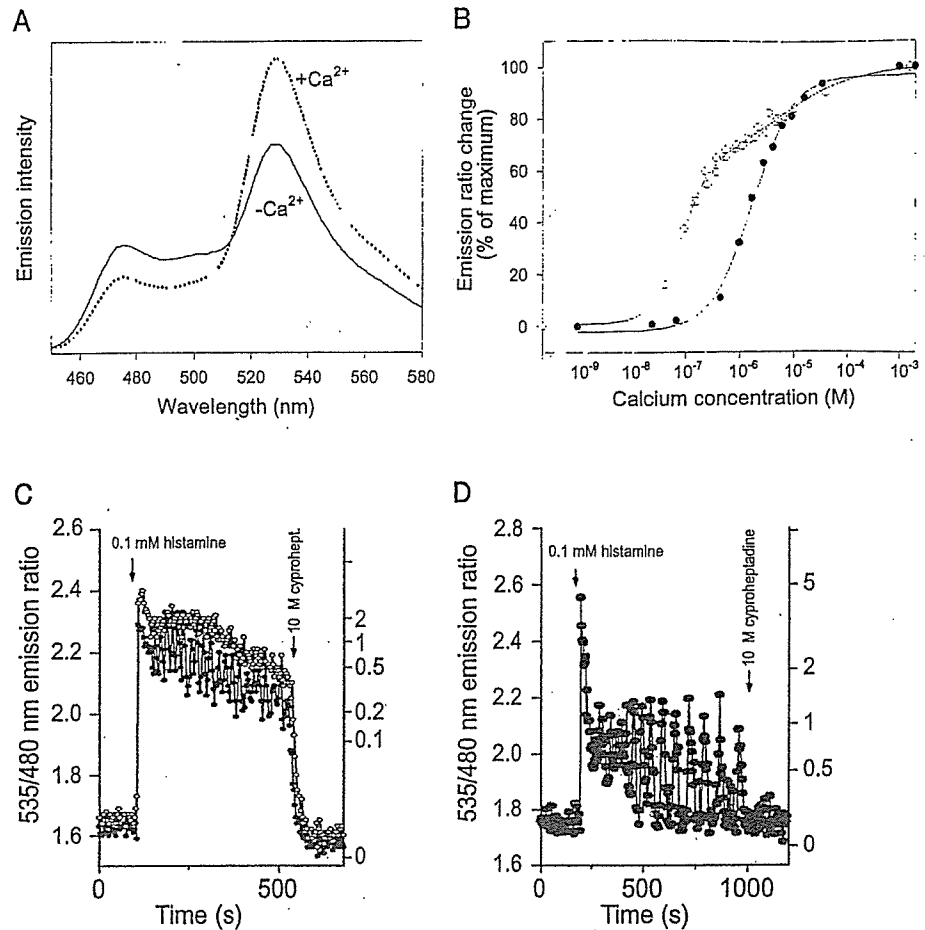 A
Emission intensity
+Ca2+
-Ca2+
460 480 500 520 540 560 580
Wavelength (nm)
B
Emission ratio change
(% of maximum)
100
80
60
40
20
0
10-9 10-8 10-7 10-6 10-5 10-4 10-3
Calcium concentration (M)
C
535/480 nm emission ratio
2.6
2.4
2.2
2.0
1.8
1.6
0.1 mM histamine
10 M cyprohept.
2
1
0.5
0.2
0.1
0
0 500
Time (s)
D
535/480 nm emission ratio
2.8
2.6
2.4
2.2
2.0
1.8
1.6
0.1 mM histamine
10 M cyproheptadine
5
2
1
0.5
0
0 500 1000
Time (s)